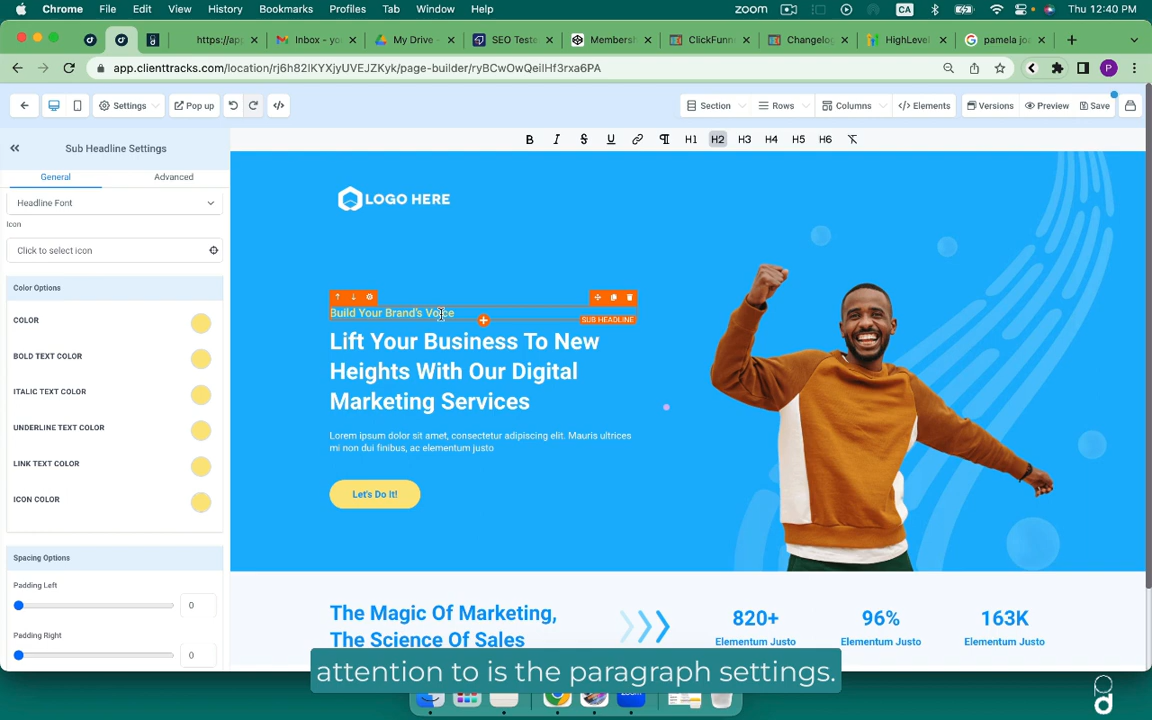 Chrome File Edit View History Bookmarks Profiles Tab Window Help
zoom CA Thu 12:40 PM
https://ap Inbox - yo My Drive - SEO Teste Membersh ClickFunn Changelog HighLevel pamela jo
app.clienttracks.com/location/rj6h82IKYXjyUVEJZKyk/page-builder/ryBCwOwQeilHf3rxa6PA
P
Settings Pop up Section Rows Columns Elements Versions Preview Save
Sub Headline Settings
B I S U H1 H2 H3 H4 H5 H6
General Advanced
Headline Font
Icon
Click to select icon
Color Options
COLOR
BOLD TEXT COLOR
ITALIC TEXT COLOR
UNDERLINE TEXT COLOR
LINK TEXT COLOR
ICON COLOR
Spacing Options
Padding Left
0
Padding Right
0
LOGO HERE
Build Your Brand's Voice
SUB HEADLINE
Lift Your Business To New
Heights With Our Digital
Marketing Services
Lorem ipsum dolor sit amet, consectetur adipiscing elit. Mauris ultrices
mi non dui finibus, ac elementum justo
Let's Do It!
The Magic Of Marketing,
The Science Of Sales
820+ 96% 163K
Elementum Justo Elementum Justo Elementum Justo
attention to is the paragraph settings.
zoom